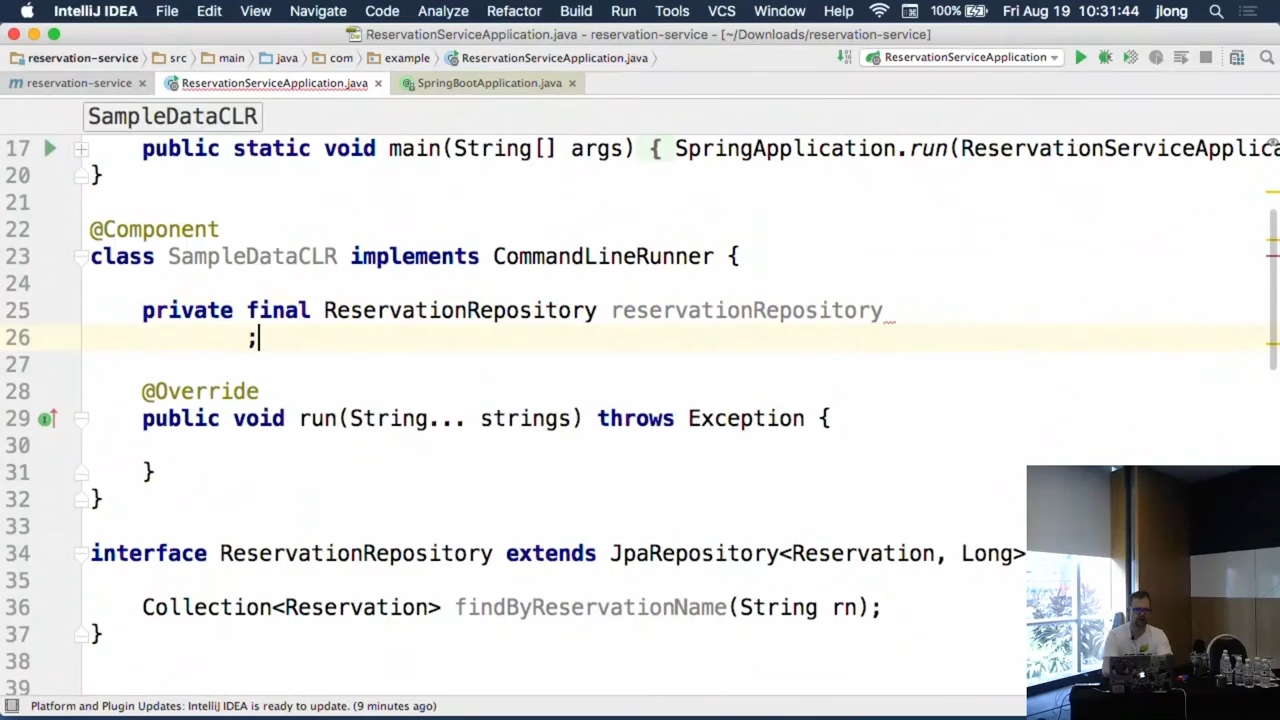 IntelliJ IDEA File Edit View Navigate Code Analyze Refactor Build Run Tools VCS Window Help 100% Fri Aug 19 10:31:44 jlong
ReservationServiceApplication.java - reservation-service - [~/Downloads/reservation-service]
reservation-service src main java com example ReservationServiceApplication.java ReservationServiceApplication
reservation-service ReservationServiceApplication.java SpringBootApplication.java
SampleDataCLR
17 public static void main(String[] args) { SpringApplication.run(ReservationServiceApplica
20 }
21
22 @Component
23 class SampleDataCLR implements CommandLineRunner {
24
25 private final ReservationRepository reservationRepository
26 ;
27
28 @Override
29 public void run(String... strings) throws Exception {
30
31 }
32 }
33
34 interface ReservationRepository extends JpaRepository<Reservation, Long>
35
36 Collection<Reservation> findByReservationName(String rn);
37 }
38
39
Platform and Plugin Updates: IntelliJ IDEA is ready to update. (9 minutes ago)